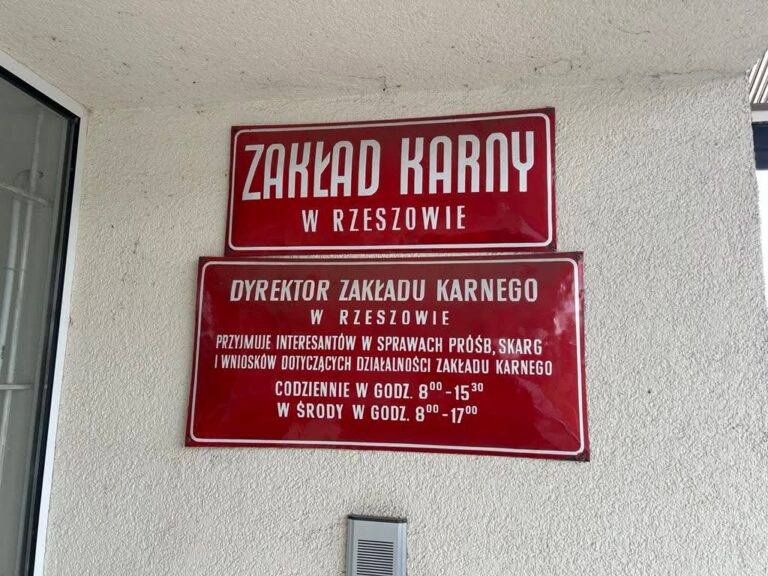 ZAKŁAD KARNY
W RZESZOWIE
DYREKTOR ZAKŁADU KARNEGO
W RZESZOWIE
PRZYJMUJE INTERESANTÓW W SPRAWACH PRÓŚB, SKARG
I WNIOSKÓW DOTYCZĄCYCH DZIAŁALNOŚCI ZAKŁADU KARNEGO
CODZIENNIE W GODZ. 8⁰⁰-15³⁰
W ŚRODY W GODZ. 8⁰⁰-17⁰⁰